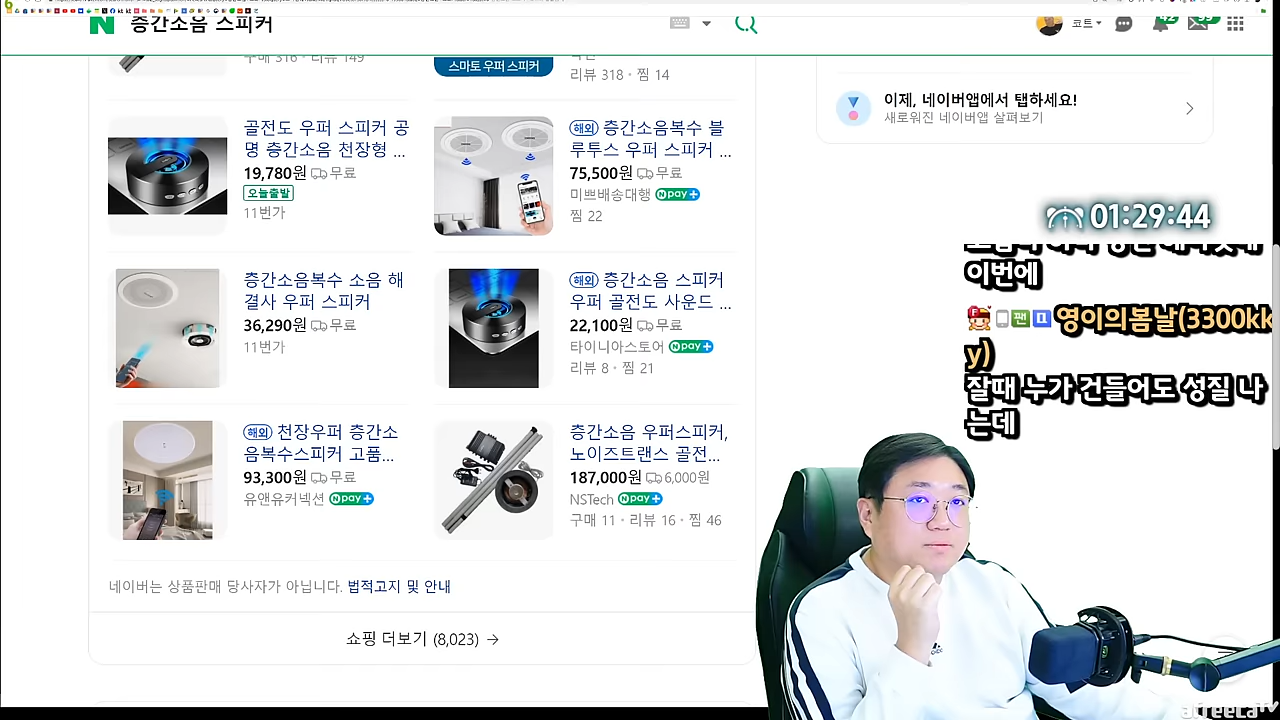 N 층간소음 스피커
코트
구매 316 · 리뷰 149
스마트 우퍼 스피커
리뷰 318 · 찜 14
골전도 우퍼 스피커 공
명 층간소음 천장형 ...
19,780원 무료
오늘출발
11번가
해외 층간소음복수 블
루투스 우퍼 스피커 ...
75,500원 무료
미쁘배송대행 N pay+
찜 22
층간소음복수 소음 해
결사 우퍼 스피커
36,290원 무료
11번가
해외 층간소음 스피커
우퍼 골전도 사운드 ...
22,100원 무료
타이니아스토어 N pay+
리뷰 8 · 찜 21
해외 천장우퍼 층간소
음복수스피커 고품...
93,300원 무료
유앤유커넥션 N pay+
층간소음 우퍼스피커,
노이즈트랜스 골전...
187,000원 6,000원
NSTech N pay+
구매 11 · 리뷰 16 · 찜 46
네이버는 상품판매 당사자가 아닙니다. 법적고지 및 안내
쇼핑 더보기 (8,023) →
이제, 네이버앱에서 탭하세요!
새로워진 네이버앱 살펴보기
01:29:44
이번에
팬 영이의봄날(3300kk
y)
잘때 누가 건들어도 성질 나
는데
afreecaTV